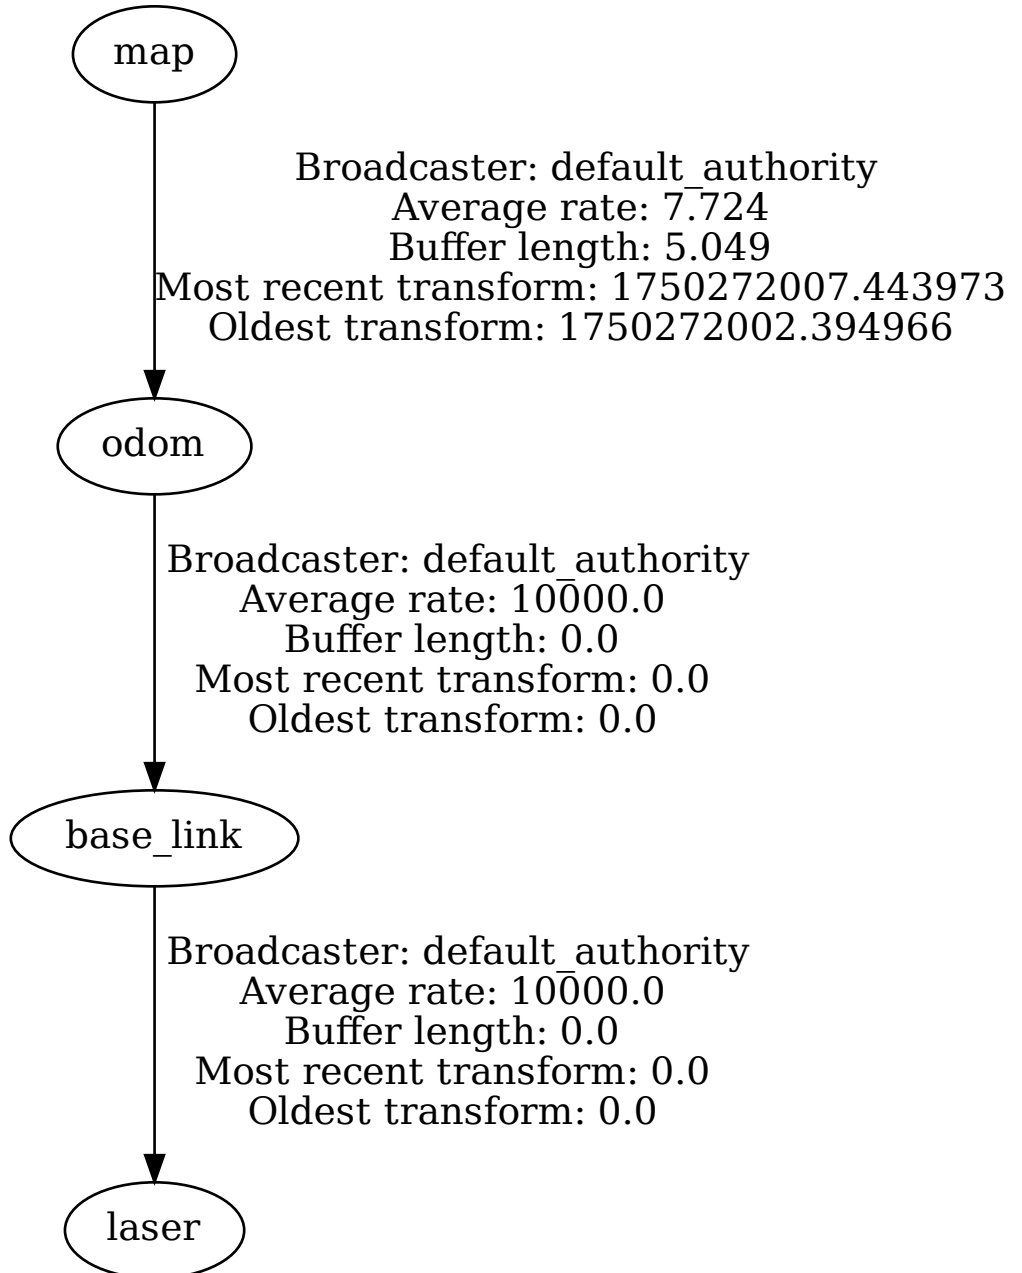 map
Broadcaster: default_authority
Average rate: 7.724
Buffer length: 5.049
Most recent transform: 1750272007.443973
Oldest transform: 1750272002.394966
odom
Broadcaster: default_authority
Average rate: 10000.0
Buffer length: 0.0
Most recent transform: 0.0
Oldest transform: 0.0
base_link
Broadcaster: default_authority
Average rate: 10000.0
Buffer length: 0.0
Most recent transform: 0.0
Oldest transform: 0.0
laser